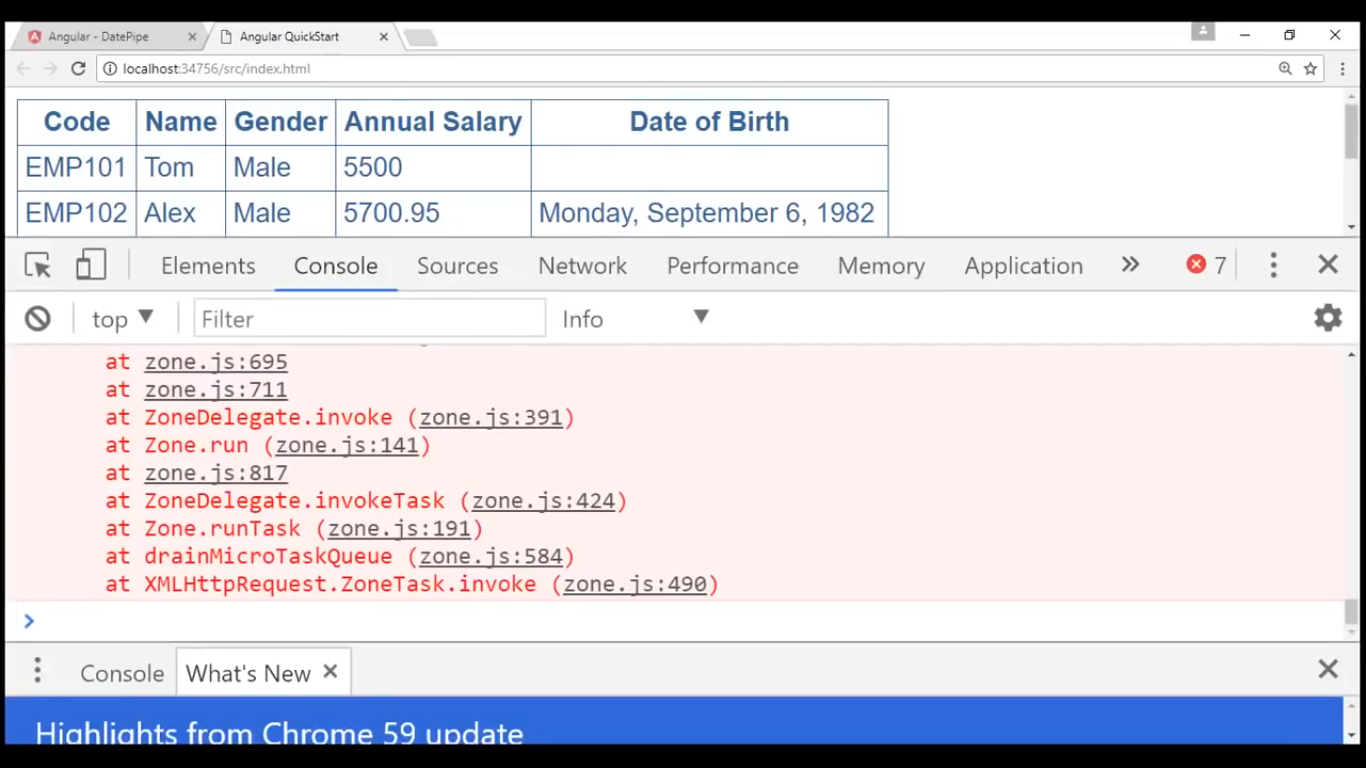 Angular - DatePipe
Angular QuickStart
localhost:34756/src/index.html
Code Name Gender Annual Salary Date of Birth
EMP101 Tom Male 5500
EMP102 Alex Male 5700.95 Monday, September 6, 1982
Elements Console Sources Network Performance Memory Application 7
top Filter Info
at zone.js:695
at zone.js:711
at ZoneDelegate.invoke (zone.js:391)
at Zone.run (zone.js:141)
at zone.js:817
at ZoneDelegate.invokeTask (zone.js:424)
at Zone.runTask (zone.js:191)
at drainMicroTaskQueue (zone.js:584)
at XMLHttpRequest.ZoneTask.invoke (zone.js:490)
Console What's New
Highlights from Chrome 59 update